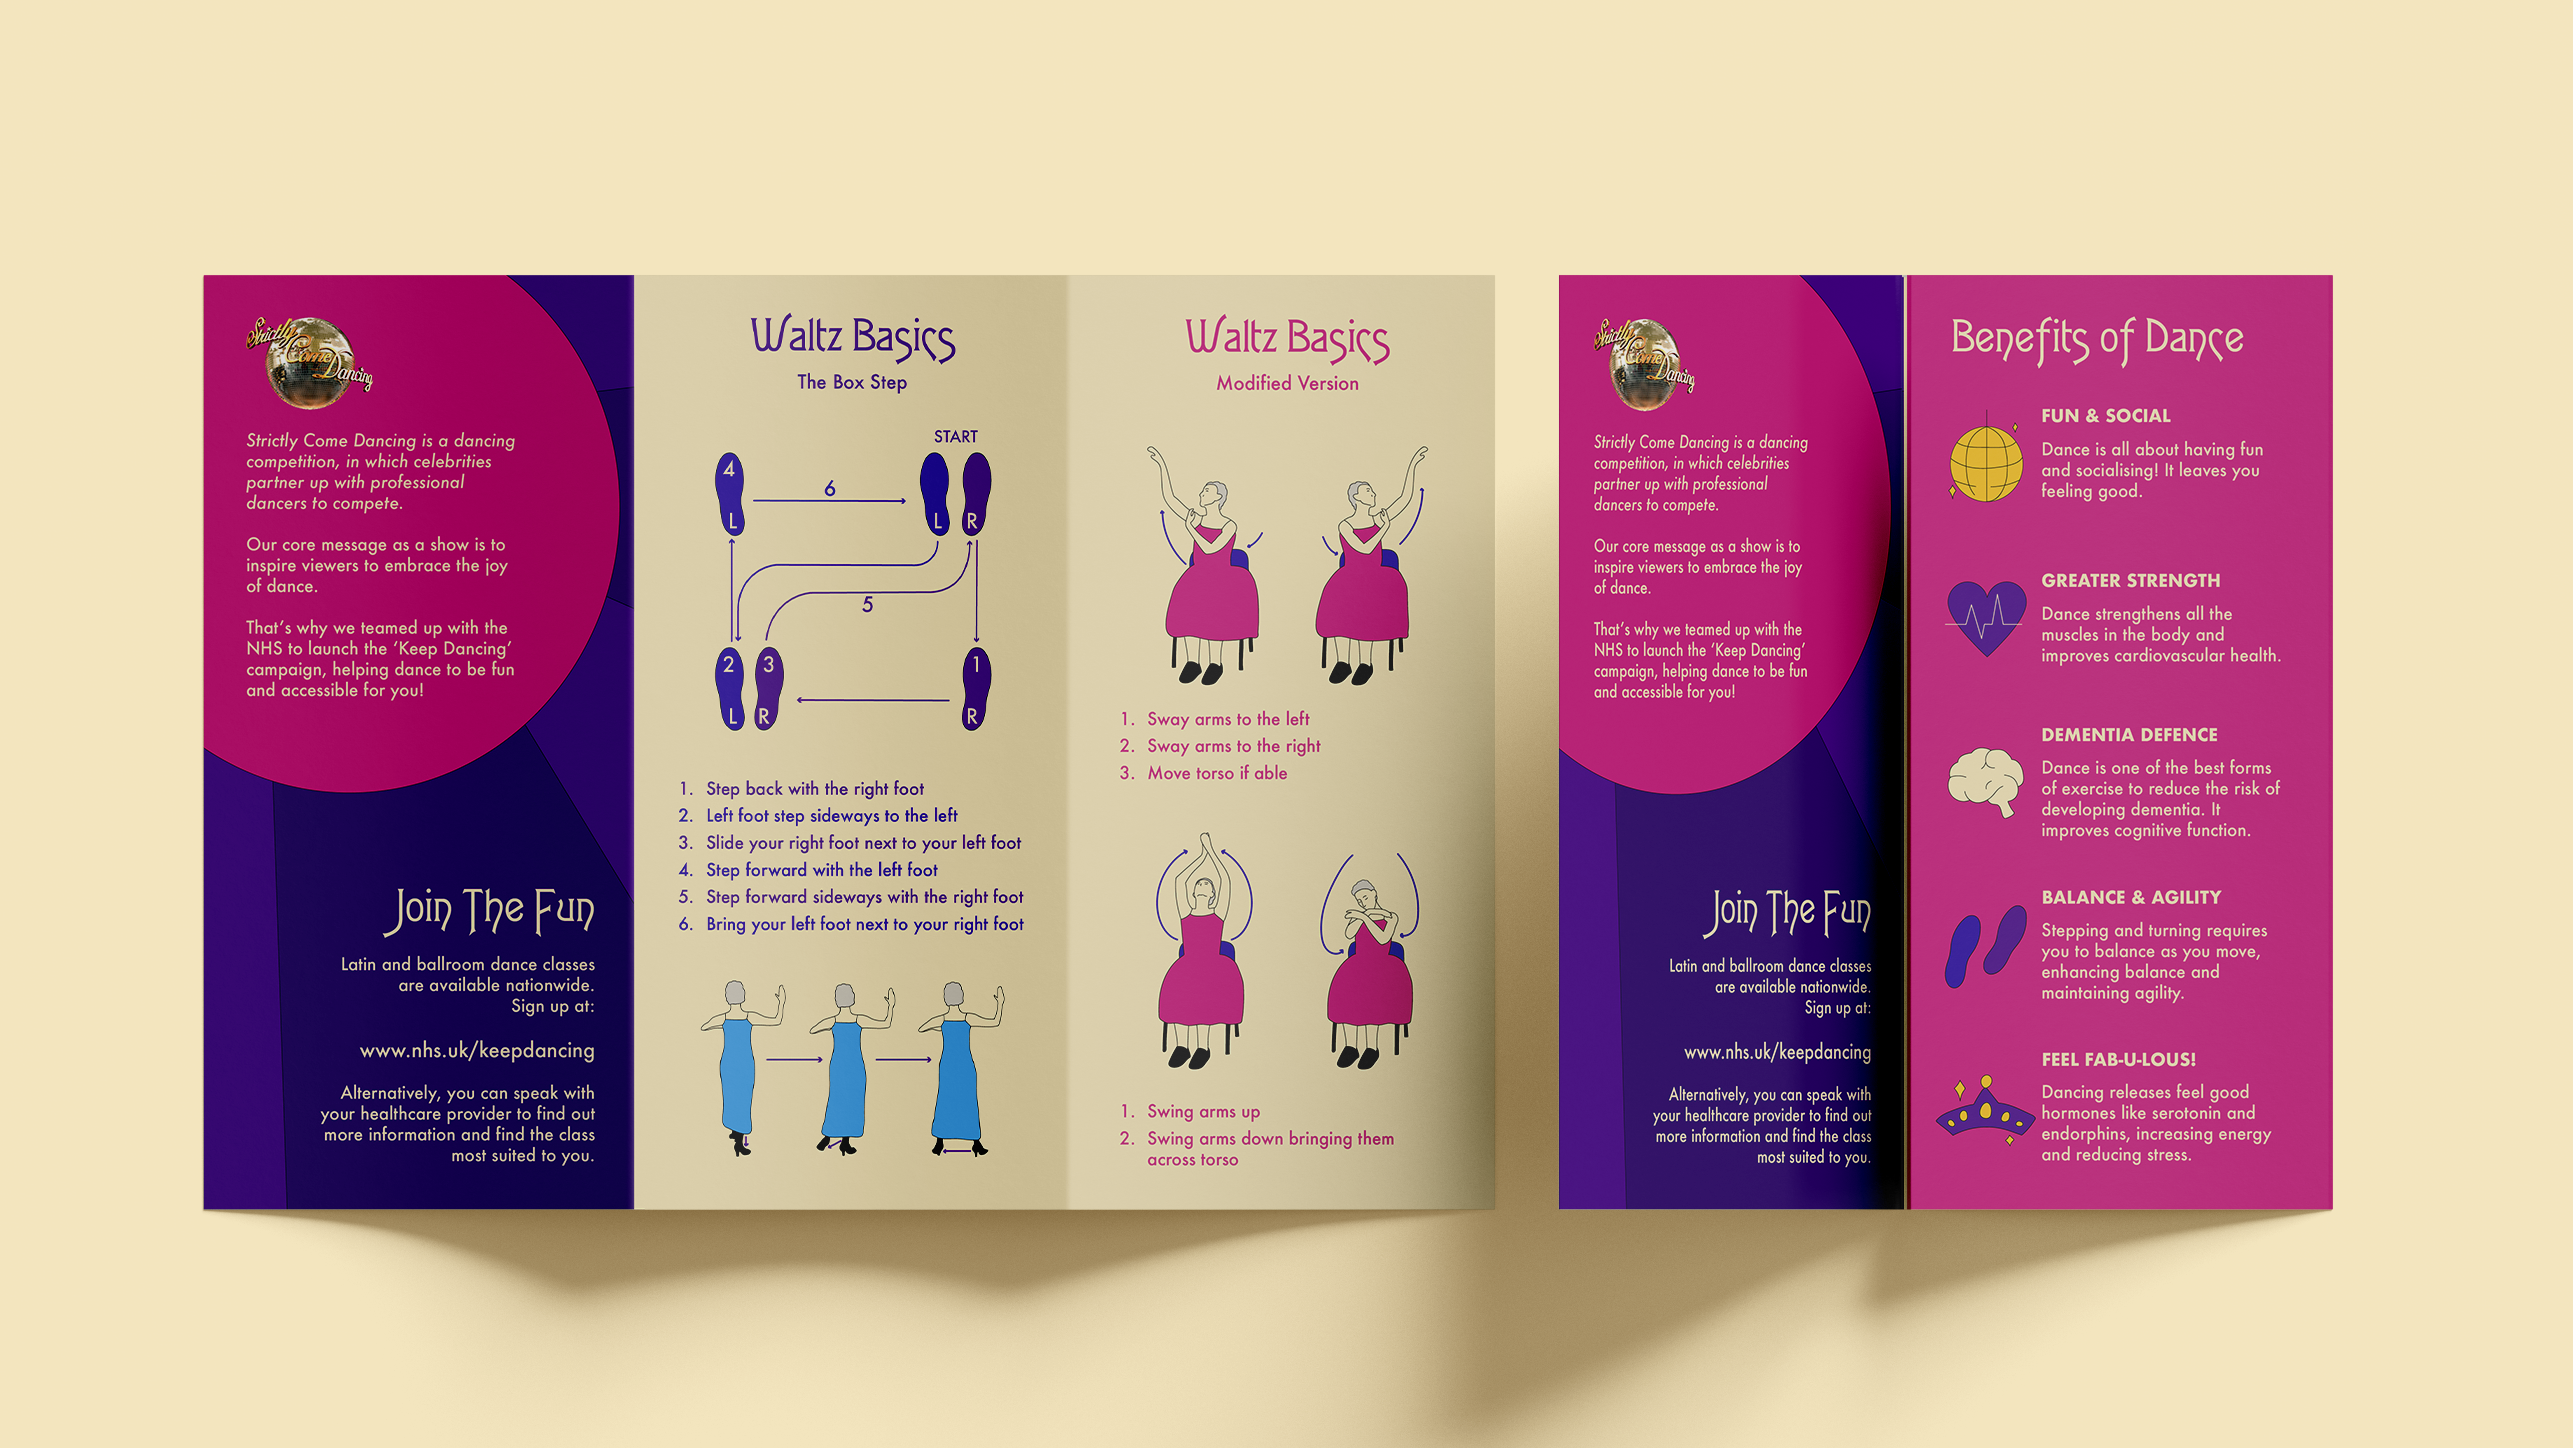 Strictly
Come
Dancing
Strictly Come Dancing is a dancing
competition, in which celebrities
partner up with professional
dancers to compete.
Our core message as a show is to
inspire viewers to embrace the joy
of dance.
That's why we teamed up with the
NHS to launch the 'Keep Dancing'
campaign, helping dance to be fun
and accessible for you!
Join The Fun
Latin and ballroom dance classes
are available nationwide.
Sign up at:
www.nhs.uk/keepdancing
Alternatively, you can speak with
your healthcare provider to find out
more information and find the class
most suited to you.
Waltz Basics
The Box Step
START
4
6
L
L R
5
2 3 1
L R R
1. Step back with the right foot
2. Left foot step sideways to the left
3. Slide your right foot next to your left foot
4. Step forward with the left foot
5. Step forward sideways with the right foot
6. Bring your left foot next to your right foot
Waltz Basics
Modified Version
1. Sway arms to the left
2. Sway arms to the right
3. Move torso if able
1. Swing arms up
2. Swing arms down bringing them
across torso
Strictly
Come
Dancing
Strictly Come Dancing is a dancing
competition, in which celebrities
partner up with professional
dancers to compete.
Our core message as a show is to
inspire viewers to embrace the joy
of dance.
That's why we teamed up with the
NHS to launch the 'Keep Dancing'
campaign, helping dance to be fun
and accessible for you!
Join The Fun
Latin and ballroom dance classes
are available nationwide.
Sign up at:
www.nhs.uk/keepdancing
Alternatively, you can speak with
your healthcare provider to find out
more information and find the class
most suited to you.
Benefits of Dance
FUN & SOCIAL
Dance is all about having fun
and socialising! It leaves you
feeling good.
GREATER STRENGTH
Dance strengthens all the
muscles in the body and
improves cardiovascular health.
DEMENTIA DEFENCE
Dance is one of the best forms
of exercise to reduce the risk of
developing dementia. It
improves cognitive function.
BALANCE & AGILITY
Stepping and turning requires
you to balance as you move,
enhancing balance and
maintaining agility.
FEEL FAB-U-LOUS!
Dancing releases feel good
hormones like serotonin and
endorphins, increasing energy
and reducing stress.